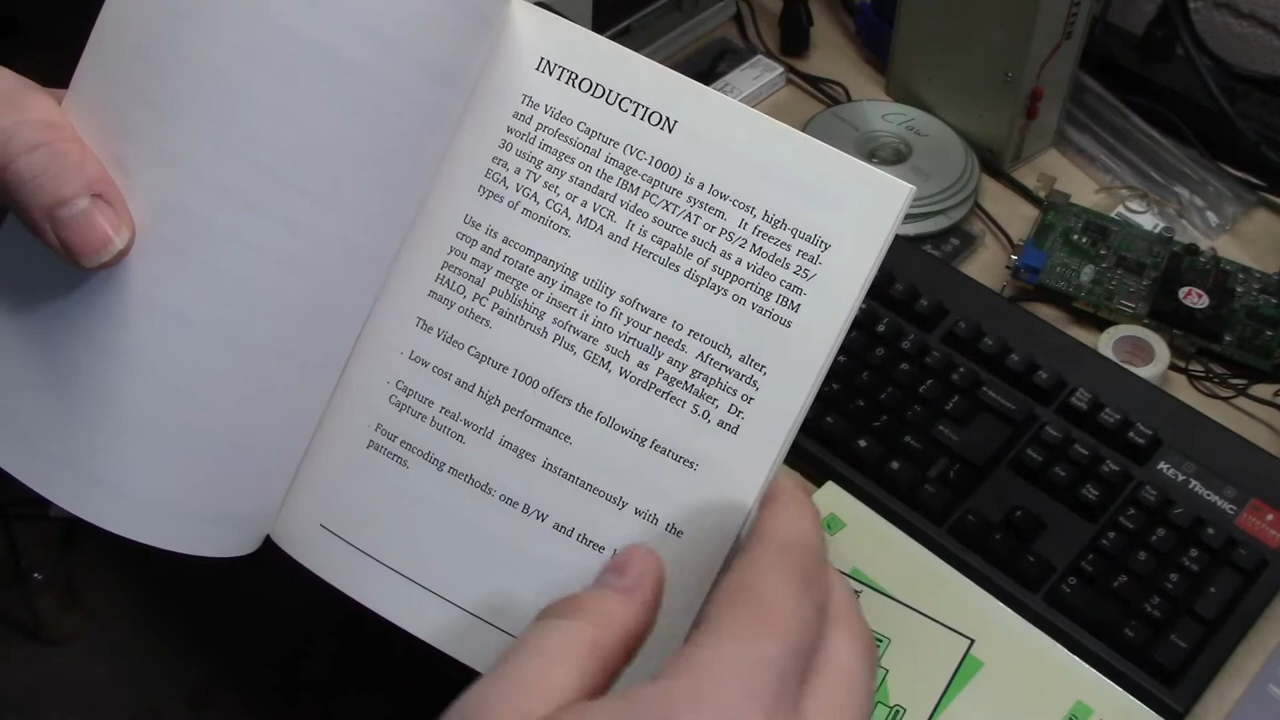 INTRODUCTION
The Video Capture (VC-1000) is a low-cost, high-quality
and professional image-capture system. It freezes real-
world images on the IBM PC/XT/AT or PS/2 Models 25/
30 using any standard video source such as a video cam-
era, a TV set, or a VCR. It is capable of supporting IBM
EGA, VGA, CGA, MDA and Hercules displays on various
types of monitors.
Use its accompanying utility software to retouch, alter,
crop and rotate any image to fit your needs. Afterwards,
you may merge or insert it into virtually any graphics or
personal publishing software such as PageMaker, Dr.
HALO, PC Paintbrush Plus, GEM, WordPerfect 5.0, and
many others.
The Video Capture 1000 offers the following features:
· Low cost and high performance.
· Capture real-world images instantaneously with the
Capture button.
· Four encoding methods: one B/W and three
patterns.
Claw
KEY TRONIC